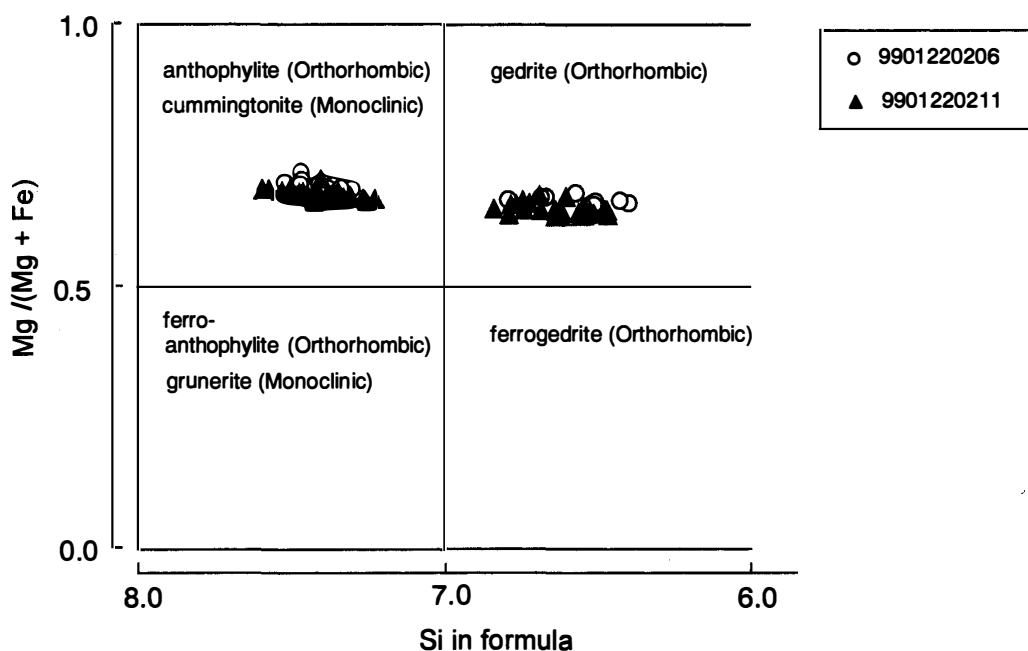 1.0
anthophylite (Orthorhombic)
cummingtonite (Monoclinic)
gedrite (Orthorhombic)
9901220206
9901220211
Mg /(Mg + Fe)
0.5
ferro-
anthophylite (Orthorhombic)
grunerite (Monoclinic)
ferrogedrite (Orthorhombic)
0.0
8.0
7.0
6.0
Si in formula